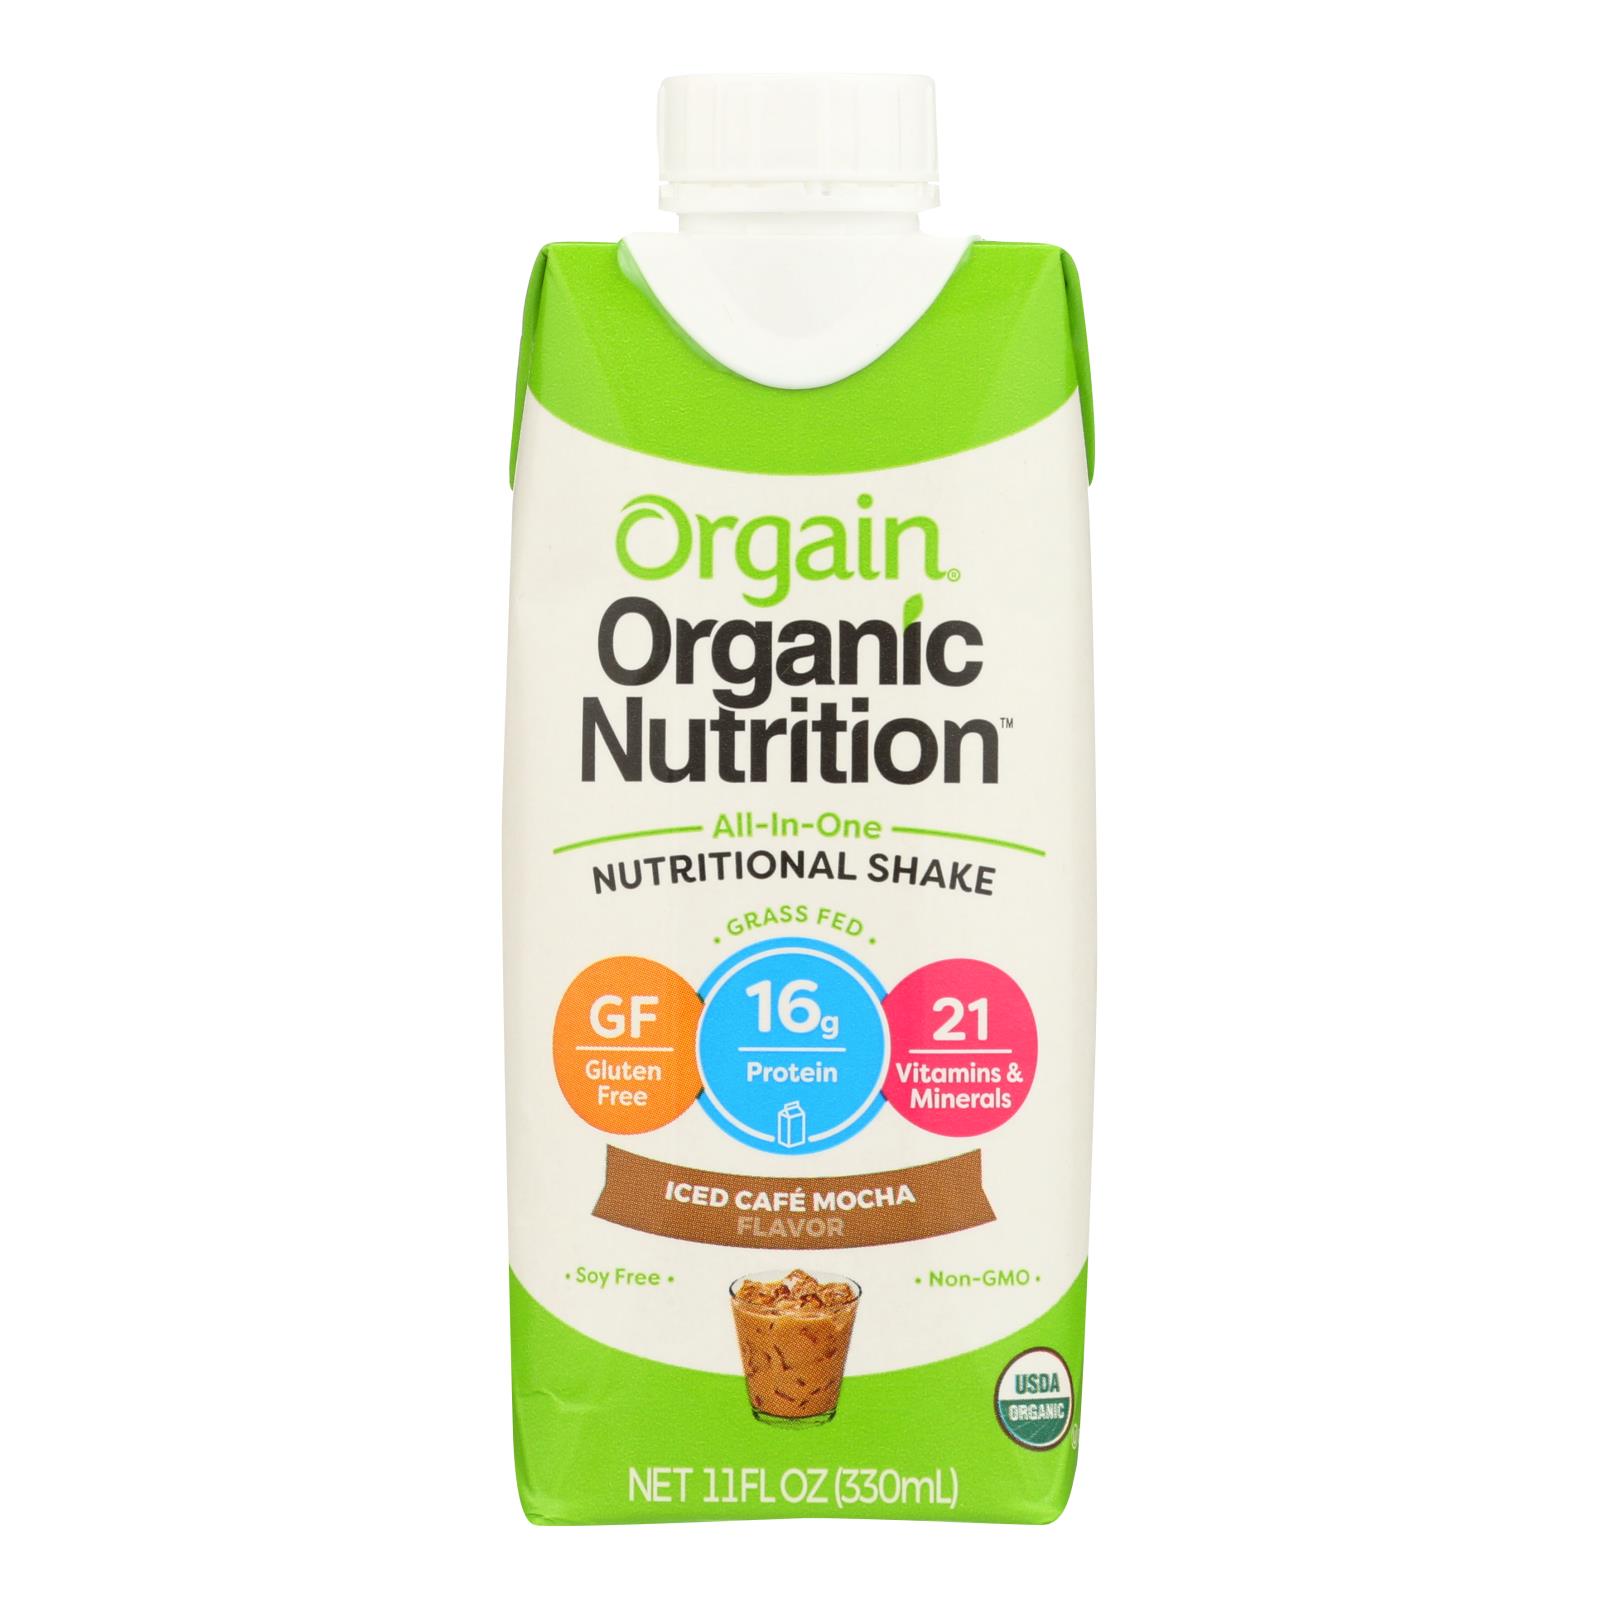 Orgain®
Organic
Nutrition™
All-In-One
NUTRITIONAL SHAKE
• GRASS FED •
GF
Gluten
Free
16g
Protein
21
Vitamins &
Minerals
ICED CAFÉ MOCHA
FLAVOR
• Soy Free •
• Non-GMO •
USDA
ORGANIC
NET 11FL OZ (330mL)